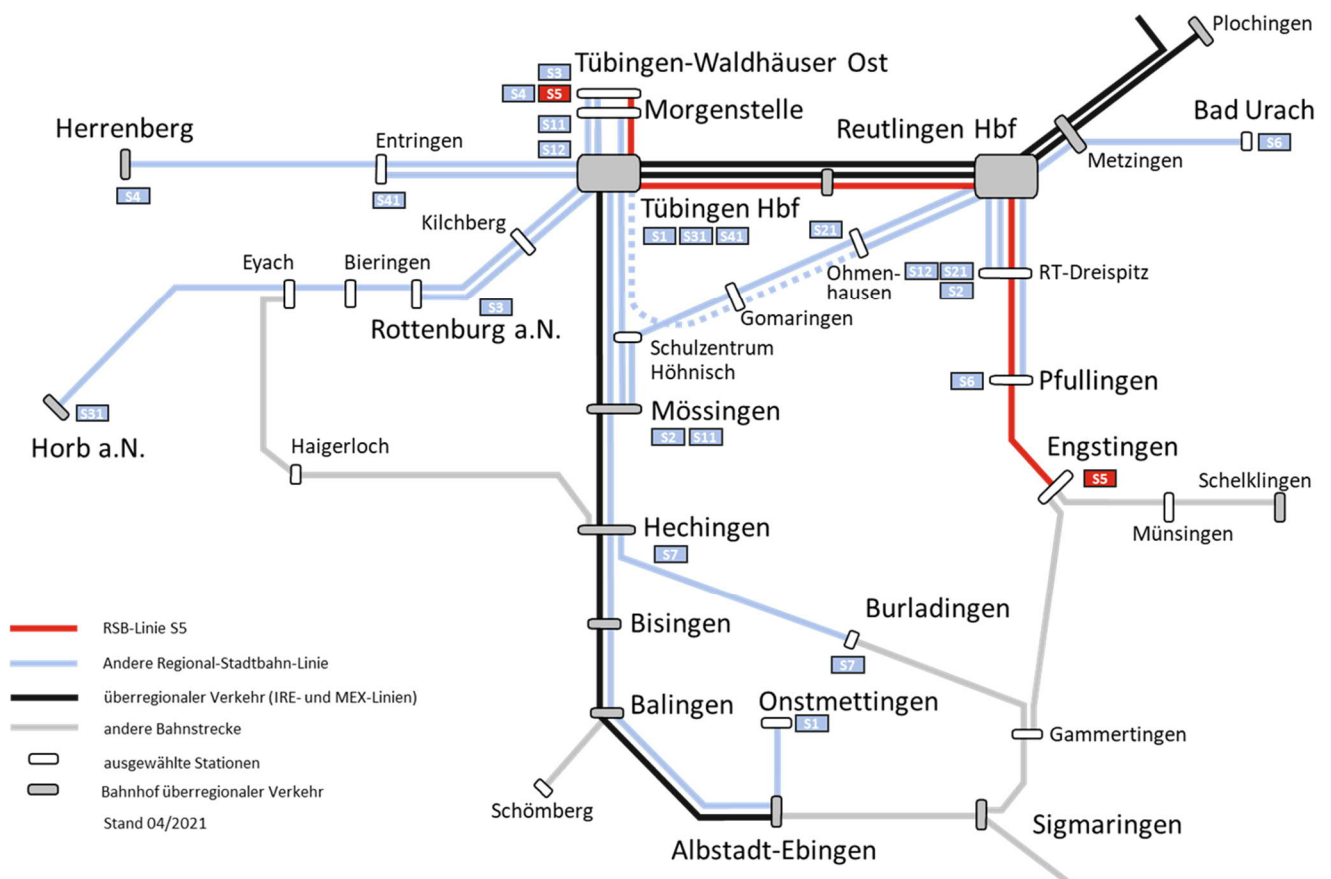 Plochingen
Tübingen-Waldhäuser Ost
S3
S4 S5
Morgenstelle
Bad Urach
S6
Herrenberg
S4
Entringen
S41
S11
S12
Reutlingen Hbf
Metzingen
Tübingen Hbf
S1 S31 S41
Kilchberg
S21
Ohmen-
hausen
S12 S21
S2
RT-Dreispitz
Eyach
Bieringen
S3
Rottenburg a.N.
Gomaringen
Schulzentrum
Höhnisch
S6
Pfullingen
S31
Horb a.N.
Mössingen
S2 S11
Haigerloch
Engstingen
S5
Schelklingen
Münsingen
Hechingen
S7
Burladingen
S7
Bisingen
Balingen
Onstmettingen
S1
Gammertingen
Schömberg
Albstadt-Ebingen
Sigmaringen
RSB-Linie S5
Andere Regional-Stadtbahn-Linie
überregionaler Verkehr (IRE- und MEX-Linien)
andere Bahnstrecke
ausgewählte Stationen
Bahnhof überregionaler Verkehr
Stand 04/2021